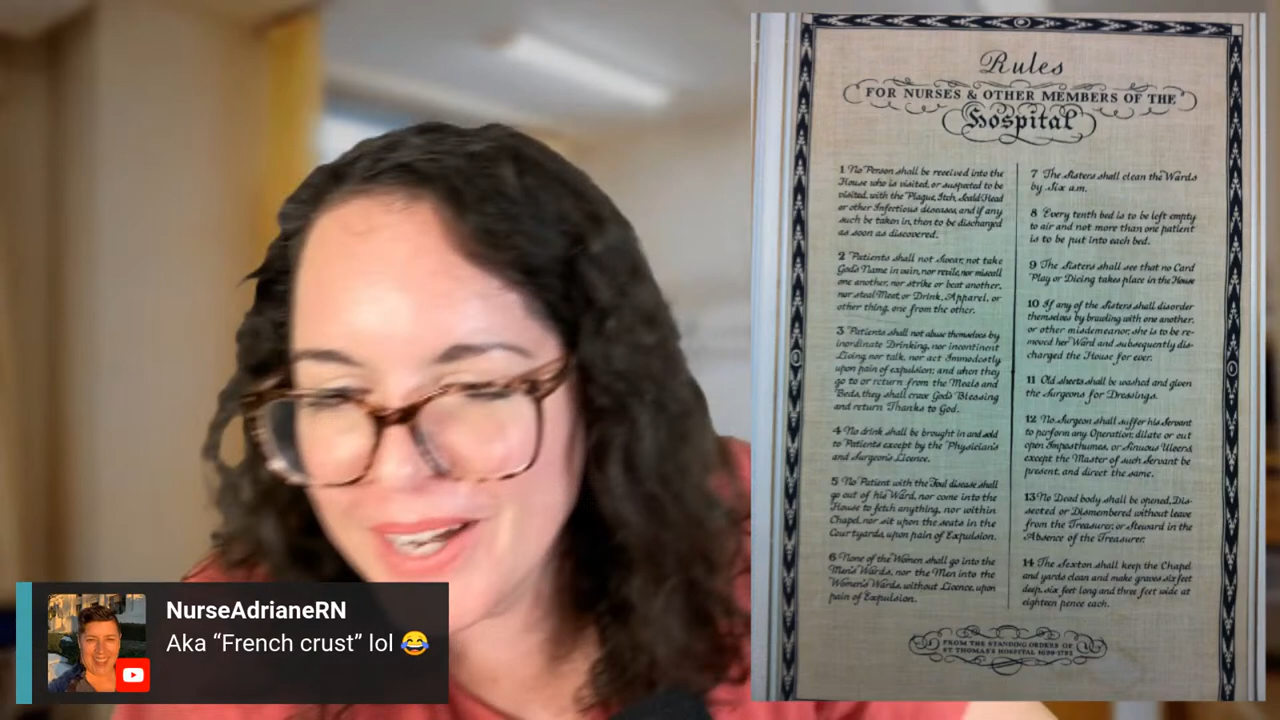 Rules
FOR NURSES & OTHER MEMBERS OF THE
Hospital
1 No Person shall be received into the
House who is visited, or suspected to be
visited, with the Plague, Itch, Scald Head
or other Infectious diseases, and if any
such be taken in, then to be discharged
as soon as discovered.
2 Patients shall not Swear, not take
God's Name in vain, nor revile, nor miscall
one another, nor strike or beat another,
nor steal Meat or Drink, Apparel, or
other thing, one from the other.
3 Patients shall not abuse themselves by
inordinate Drinking, nor incontinent
Living, nor talk, nor act Immodestly
upon pain of expulsion; and when they
go to or return from the Meals and
Beds, they shall crave God's Blessing
and return Thanks to God.
4 No drink shall be brought in and sold
to Patients except by the Physician's
and Surgeon's Licence.
5 No Patient with the Foul disease shall
go out of his Ward, nor come into the
House to fetch anything, nor within
Chapel, nor sit upon the seats in the
Courtyards, upon pain of Expulsion.
6 None of the Women shall go into the
Men's Wards, nor the Men into the
Women's Wards, without Licence, upon
pain of Expulsion.
7 The Sisters shall clean the Wards
by Six a.m.
8 Every tenth bed is to be left empty
to air and not more than one patient
is to be put into each bed.
9 The Sisters shall see that no Card
Play or Dicing takes place in the House
10 If any of the Sisters shall disorder
themselves by brawling with one another,
or other misdemeanor, she is to be re-
moved her Ward and subsequently dis-
charged the House for ever.
11 Old sheets shall be washed and given
the Surgeons for Dressings.
12 No Surgeon shall suffer his Servant
to perform any Operation; dilate or cut
open Imposthumes, or Sinuous Ulcers,
except the Master of such Servant be
present, and direct the same.
13 No Dead body shall be opened, Dis-
sected or Dismembered without leave
from the Treasurer, or Steward in the
Absence of the Treasurer.
14 The Sexton shall keep the Chapel
and yards clean and make graves six feet
deep, six feet long and three feet wide at
eighteen pence each.
FROM THE STANDING ORDERS OF
ST THOMAS'S HOSPITAL 1699-1752
NurseAdrianeRN
Aka “French crust” lol 😂